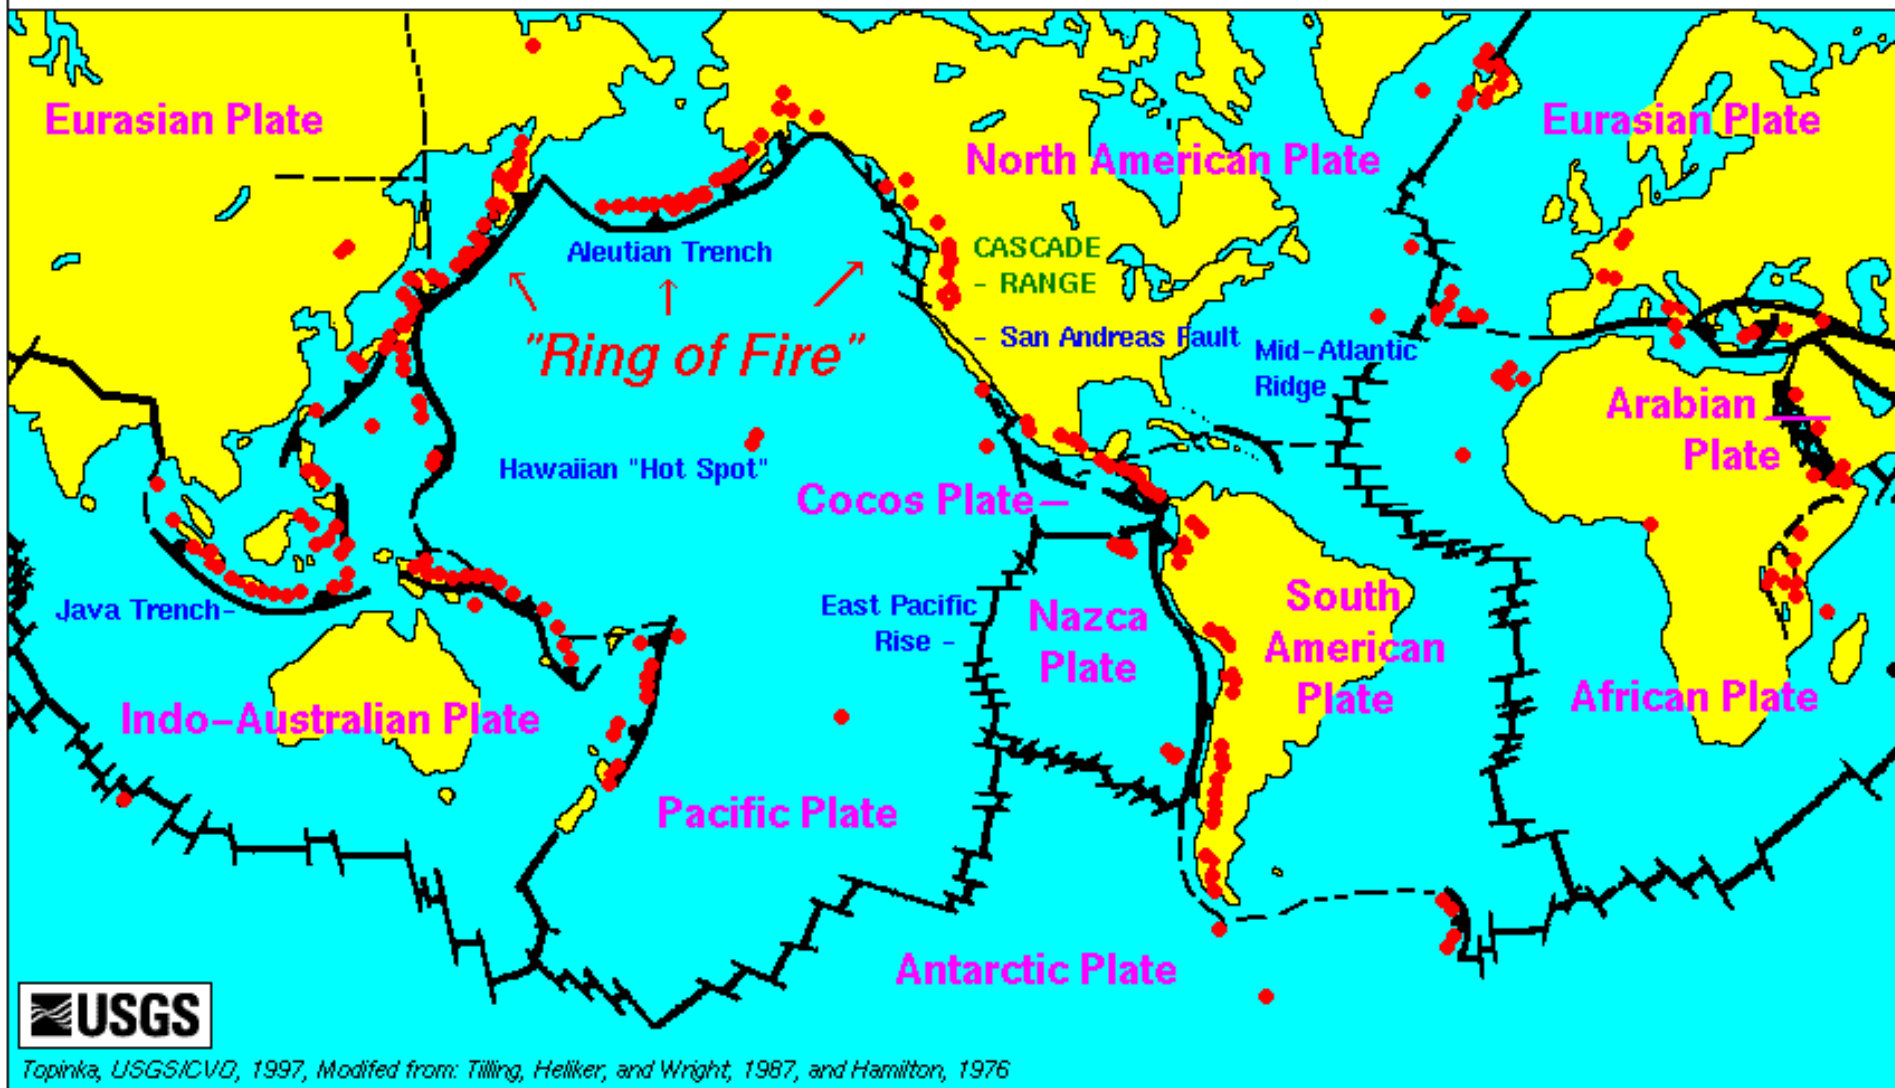 Eurasian Plate
Eurasian Plate
North American Plate
Aleutian Trench
CASCADE
- RANGE
"Ring of Fire"
- San Andreas Fault
Mid-Atlantic
Ridge
Arabian
Plate
Hawaiian "Hot Spot"
Cocos Plate
Java Trench-
East Pacific
Rise -
Nazca
Plate
South
American
Plate
Indo-Australian Plate
African Plate
Pacific Plate
Antarctic Plate
USGS
Topinka, USGS/CVO, 1997, Modifed from: Tilling, Heliker, and Wright, 1987, and Hamilton, 1976